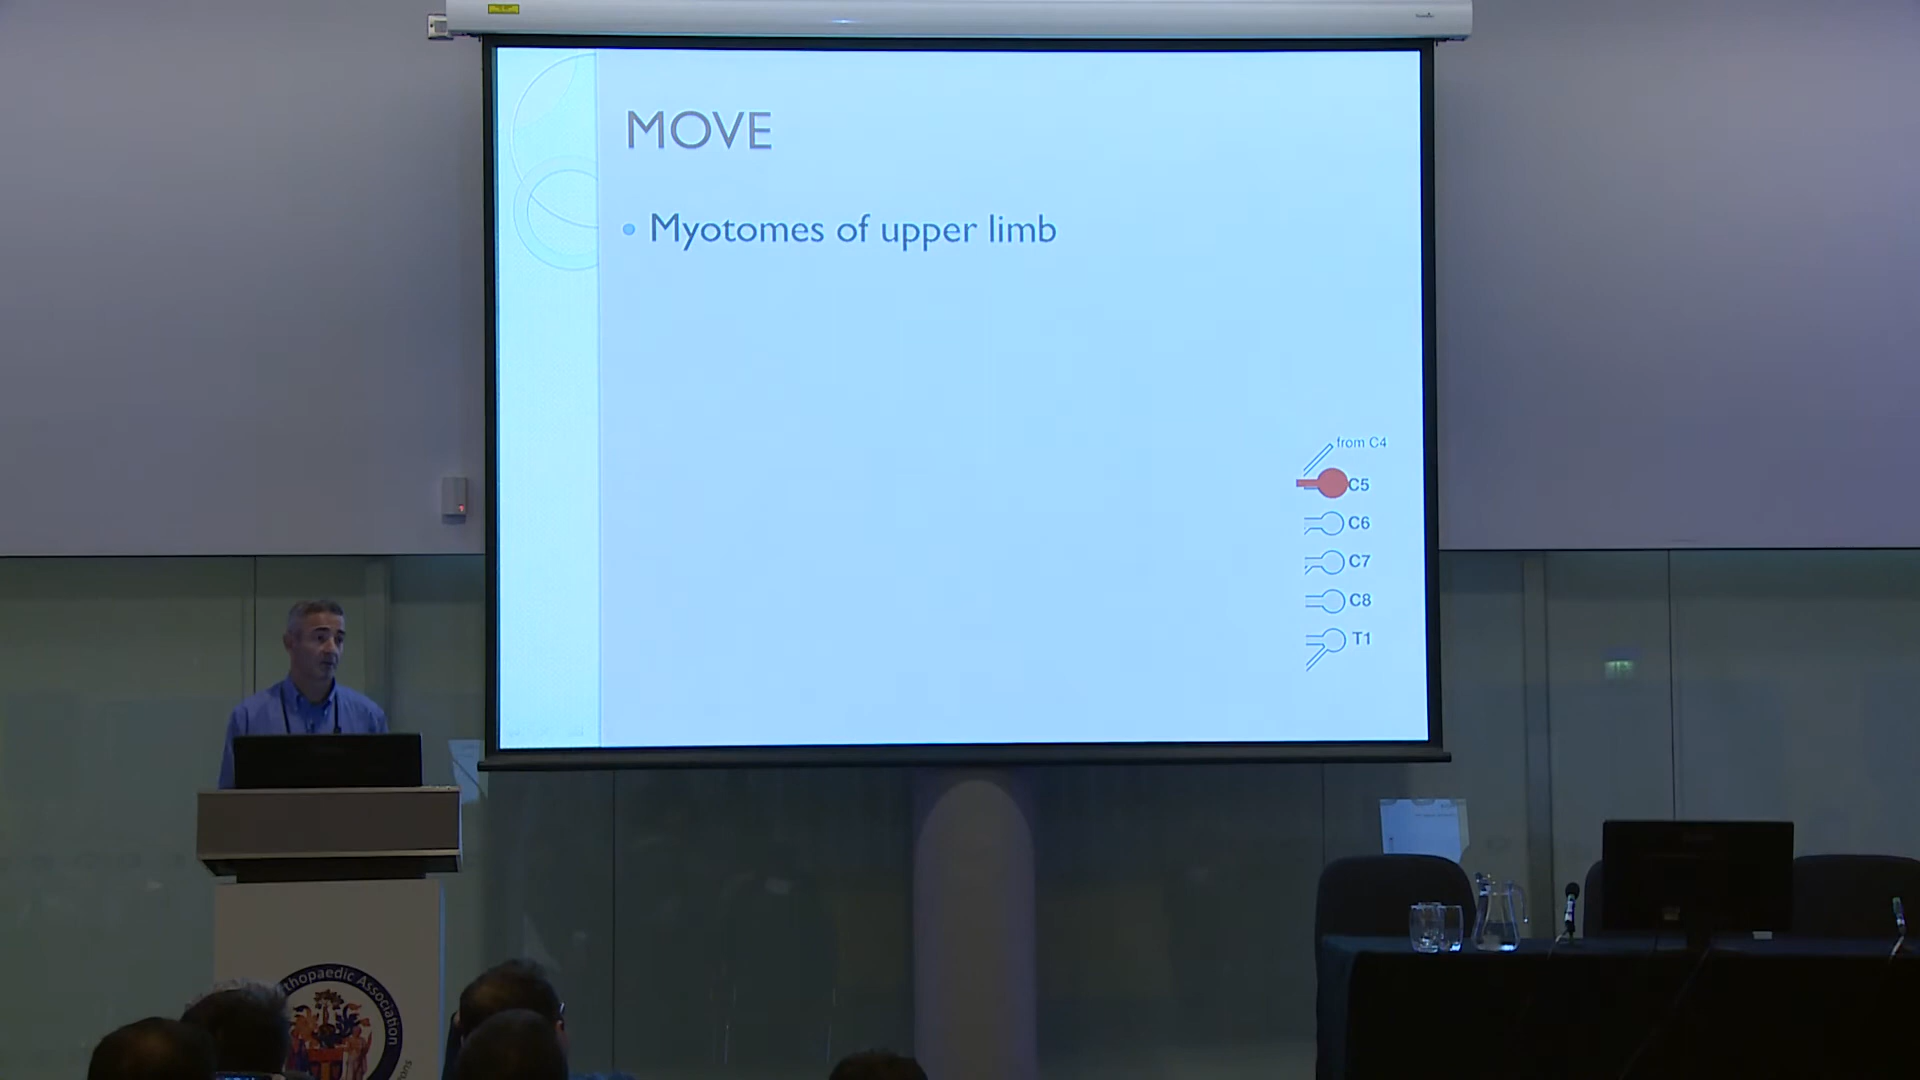 MOVE
• Myotomes of upper limb
from C4
C5
C6
C7
C8
T1
thopaedic Association